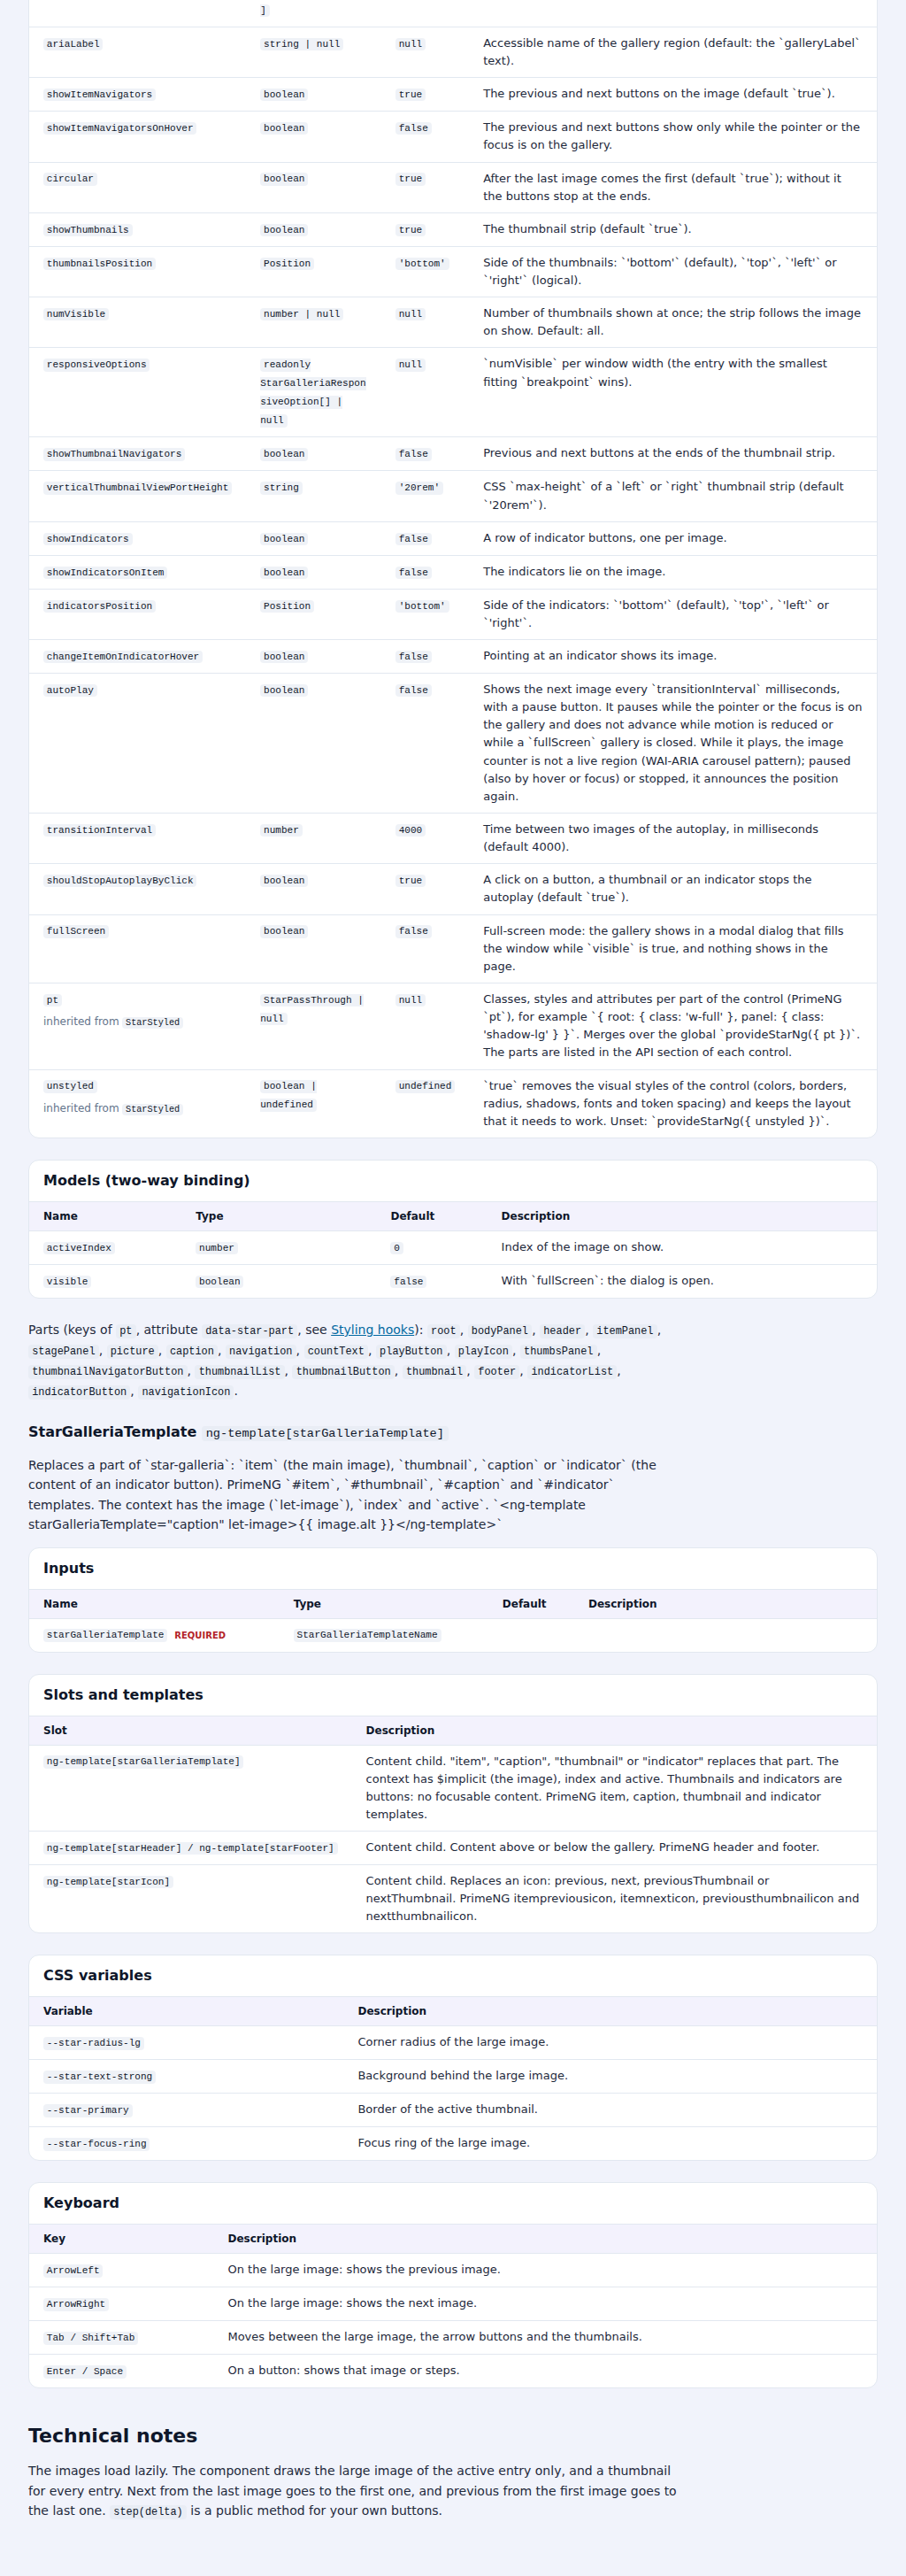 ]
ariaLabel string | null null Accessible name of the gallery region (default: the `galleryLabel`
text).
showItemNavigators boolean true The previous and next buttons on the image (default `true`).
showItemNavigatorsOnHover boolean false The previous and next buttons show only while the pointer or the
focus is on the gallery.
circular boolean true After the last image comes the first (default `true`); without it
the buttons stop at the ends.
showThumbnails boolean true The thumbnail strip (default `true`).
thumbnailsPosition Position 'bottom' Side of the thumbnails: `'bottom'` (default), `'top'`, `'left'` or
`'right'` (logical).
numVisible number | null null Number of thumbnails shown at once; the strip follows the image
on show. Default: all.
responsiveOptions readonly null `numVisible` per window width (the entry with the smallest
StarGalleriaRespon fitting `breakpoint` wins).
siveOption[] |
null
showThumbnailNavigators boolean false Previous and next buttons at the ends of the thumbnail strip.
verticalThumbnailViewPortHeight string '20rem' CSS `max-height` of a `left` or `right` thumbnail strip (default
`'20rem'`).
showIndicators boolean false A row of indicator buttons, one per image.
showIndicatorsOnItem boolean false The indicators lie on the image.
indicatorsPosition Position 'bottom' Side of the indicators: `'bottom'` (default), `'top'`, `'left'` or
`'right'`.
changeItemOnIndicatorHover boolean false Pointing at an indicator shows its image.
autoPlay boolean false Shows the next image every `transitionInterval` milliseconds,
with a pause button. It pauses while the pointer or the focus is on
the gallery and does not advance while motion is reduced or
while a `fullScreen` gallery is closed. While it plays, the image
counter is not a live region (WAI-ARIA carousel pattern); paused
(also by hover or focus) or stopped, it announces the position
again.
transitionInterval number 4000 Time between two images of the autoplay, in milliseconds
(default 4000).
shouldStopAutoplayByClick boolean true A click on a button, a thumbnail or an indicator stops the
autoplay (default `true`).
fullScreen boolean false Full-screen mode: the gallery shows in a modal dialog that fills
the window while `visible` is true, and nothing shows in the
page.
pt StarPassThrough | null Classes, styles and attributes per part of the control (PrimeNG
inherited from StarStyled null `pt`), for example `{ root: { class: 'w-full' }, panel: { class:
'shadow-lg' } }`. Merges over the global `provideStarNg({ pt })`.
The parts are listed in the API section of each control.
unstyled boolean | undefined `true` removes the visual styles of the control (colors, borders,
inherited from StarStyled undefined radius, shadows, fonts and token spacing) and keeps the layout
that it needs to work. Unset: `provideStarNg({ unstyled })`.
Models (two-way binding)
Name Type Default Description
activeIndex number 0 Index of the image on show.
visible boolean false With `fullScreen`: the dialog is open.
Parts (keys of pt, attribute data-star-part, see Styling hooks): root, bodyPanel, header, itemPanel,
stagePanel, picture, caption, navigation, countText, playButton, playIcon, thumbsPanel,
thumbnailNavigatorButton, thumbnailList, thumbnailButton, thumbnail, footer, indicatorList,
indicatorButton, navigationIcon.
StarGalleriaTemplate ng-template[starGalleriaTemplate]
Replaces a part of `star-galleria`: `item` (the main image), `thumbnail`, `caption` or `indicator` (the
content of an indicator button). PrimeNG `#item`, `#thumbnail`, `#caption` and `#indicator`
templates. The context has the image (`let-image`), `index` and `active`. `<ng-template
starGalleriaTemplate="caption" let-image>{{ image.alt }}</ng-template>`
Inputs
Name Type Default Description
starGalleriaTemplate REQUIRED StarGalleriaTemplateName
Slots and templates
Slot Description
ng-template[starGalleriaTemplate] Content child. "item", "caption", "thumbnail" or "indicator" replaces that part. The
context has $implicit (the image), index and active. Thumbnails and indicators are
buttons: no focusable content. PrimeNG item, caption, thumbnail and indicator
templates.
ng-template[starHeader] / ng-template[starFooter] Content child. Content above or below the gallery. PrimeNG header and footer.
ng-template[starIcon] Content child. Replaces an icon: previous, next, previousThumbnail or
nextThumbnail. PrimeNG itempreviousicon, itemnexticon, previousthumbnailicon and
nextthumbnailicon.
CSS variables
Variable Description
--star-radius-lg Corner radius of the large image.
--star-text-strong Background behind the large image.
--star-primary Border of the active thumbnail.
--star-focus-ring Focus ring of the large image.
Keyboard
Key Description
ArrowLeft On the large image: shows the previous image.
ArrowRight On the large image: shows the next image.
Tab / Shift+Tab Moves between the large image, the arrow buttons and the thumbnails.
Enter / Space On a button: shows that image or steps.
Technical notes
The images load lazily. The component draws the large image of the active entry only, and a thumbnail
for every entry. Next from the last image goes to the first one, and previous from the first image goes to
the last one. step(delta) is a public method for your own buttons.